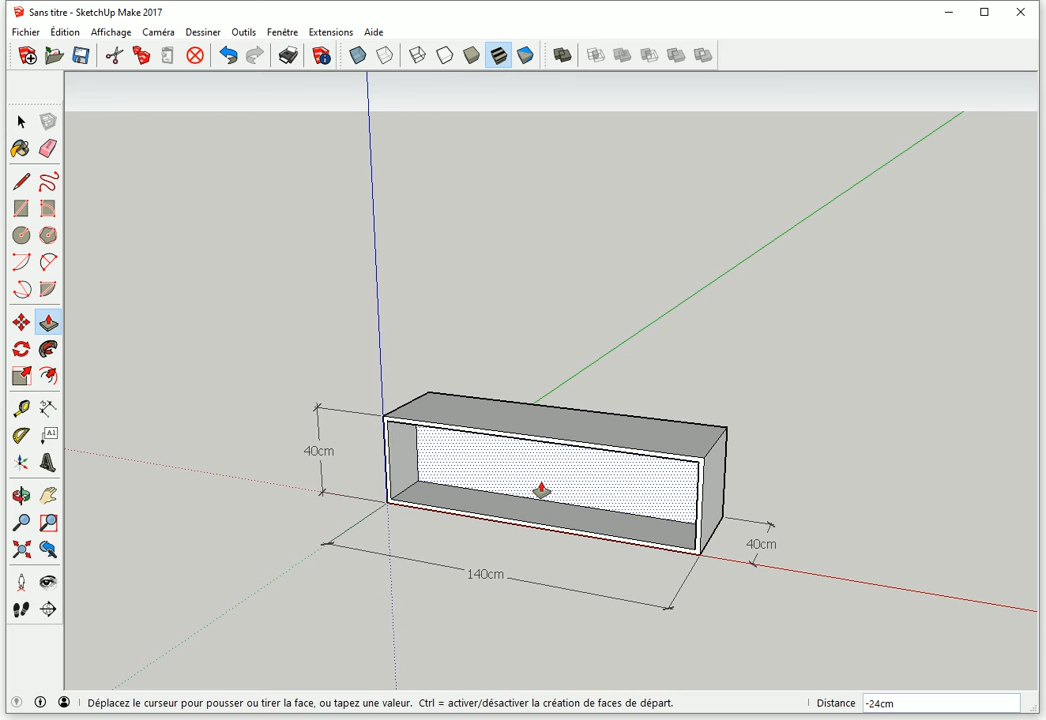 Sans titre - SketchUp Make 2017
Fichier Édition Affichage Caméra Dessiner Outils Fenêtre Extensions Aide
A1
40cm
40cm
140cm
Déplacez le curseur pour pousser ou tirer la face, ou tapez une valeur. Ctrl = activer/désactiver la création de faces de départ. Distance -24cm